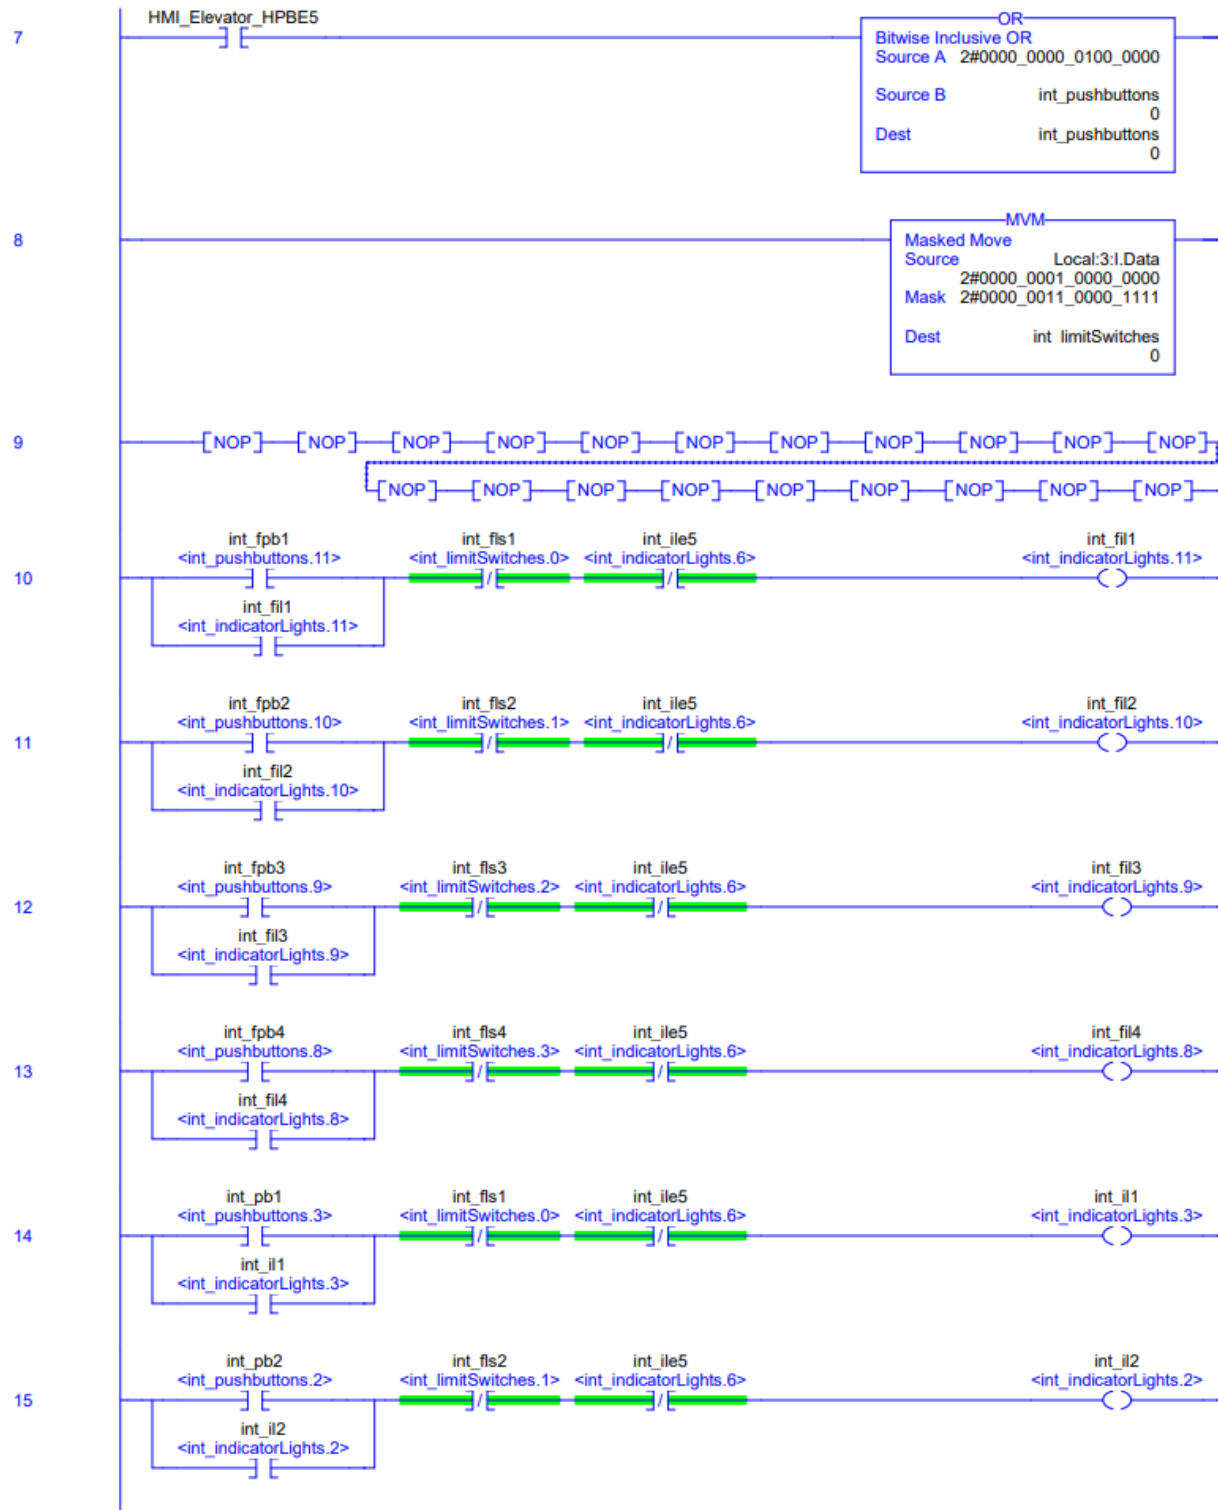 HMI_Elevator_HPBE5
7
OR
Bitwise Inclusive OR
Source A 2#0000_0000_0100_0000
Source B int_pushbuttons
0
Dest int_pushbuttons
0
8
MVM
Masked Move
Source Local:3:I.Data
2#0000_0001_0000_0000
Mask 2#0000_0011_0000_1111
Dest int_limitSwitches
0
9
NOP NOP NOP NOP NOP NOP NOP NOP NOP NOP NOP
NOP NOP NOP NOP NOP NOP NOP NOP NOP
int_fpb1 int_fls1 int_ile5 int_fil1
<int_pushbuttons.11> <int_limitSwitches.0> <int_indicatorLights.6> <int_indicatorLights.11>
10
int_fil1
<int_indicatorLights.11>
int_fpb2 int_fls2 int_ile5 int_fil2
<int_pushbuttons.10> <int_limitSwitches.1> <int_indicatorLights.6> <int_indicatorLights.10>
11
int_fil2
<int_indicatorLights.10>
int_fpb3 int_fls3 int_ile5 int_fil3
<int_pushbuttons.9> <int_limitSwitches.2> <int_indicatorLights.6> <int_indicatorLights.9>
12
int_fil3
<int_indicatorLights.9>
int_fpb4 int_fls4 int_ile5 int_fil4
<int_pushbuttons.8> <int_limitSwitches.3> <int_indicatorLights.6> <int_indicatorLights.8>
13
int_fil4
<int_indicatorLights.8>
int_pb1 int_fls1 int_ile5 int_il1
<int_pushbuttons.3> <int_limitSwitches.0> <int_indicatorLights.6> <int_indicatorLights.3>
14
int_il1
<int_indicatorLights.3>
int_pb2 int_fls2 int_ile5 int_il2
<int_pushbuttons.2> <int_limitSwitches.1> <int_indicatorLights.6> <int_indicatorLights.2>
15
int_il2
<int_indicatorLights.2>